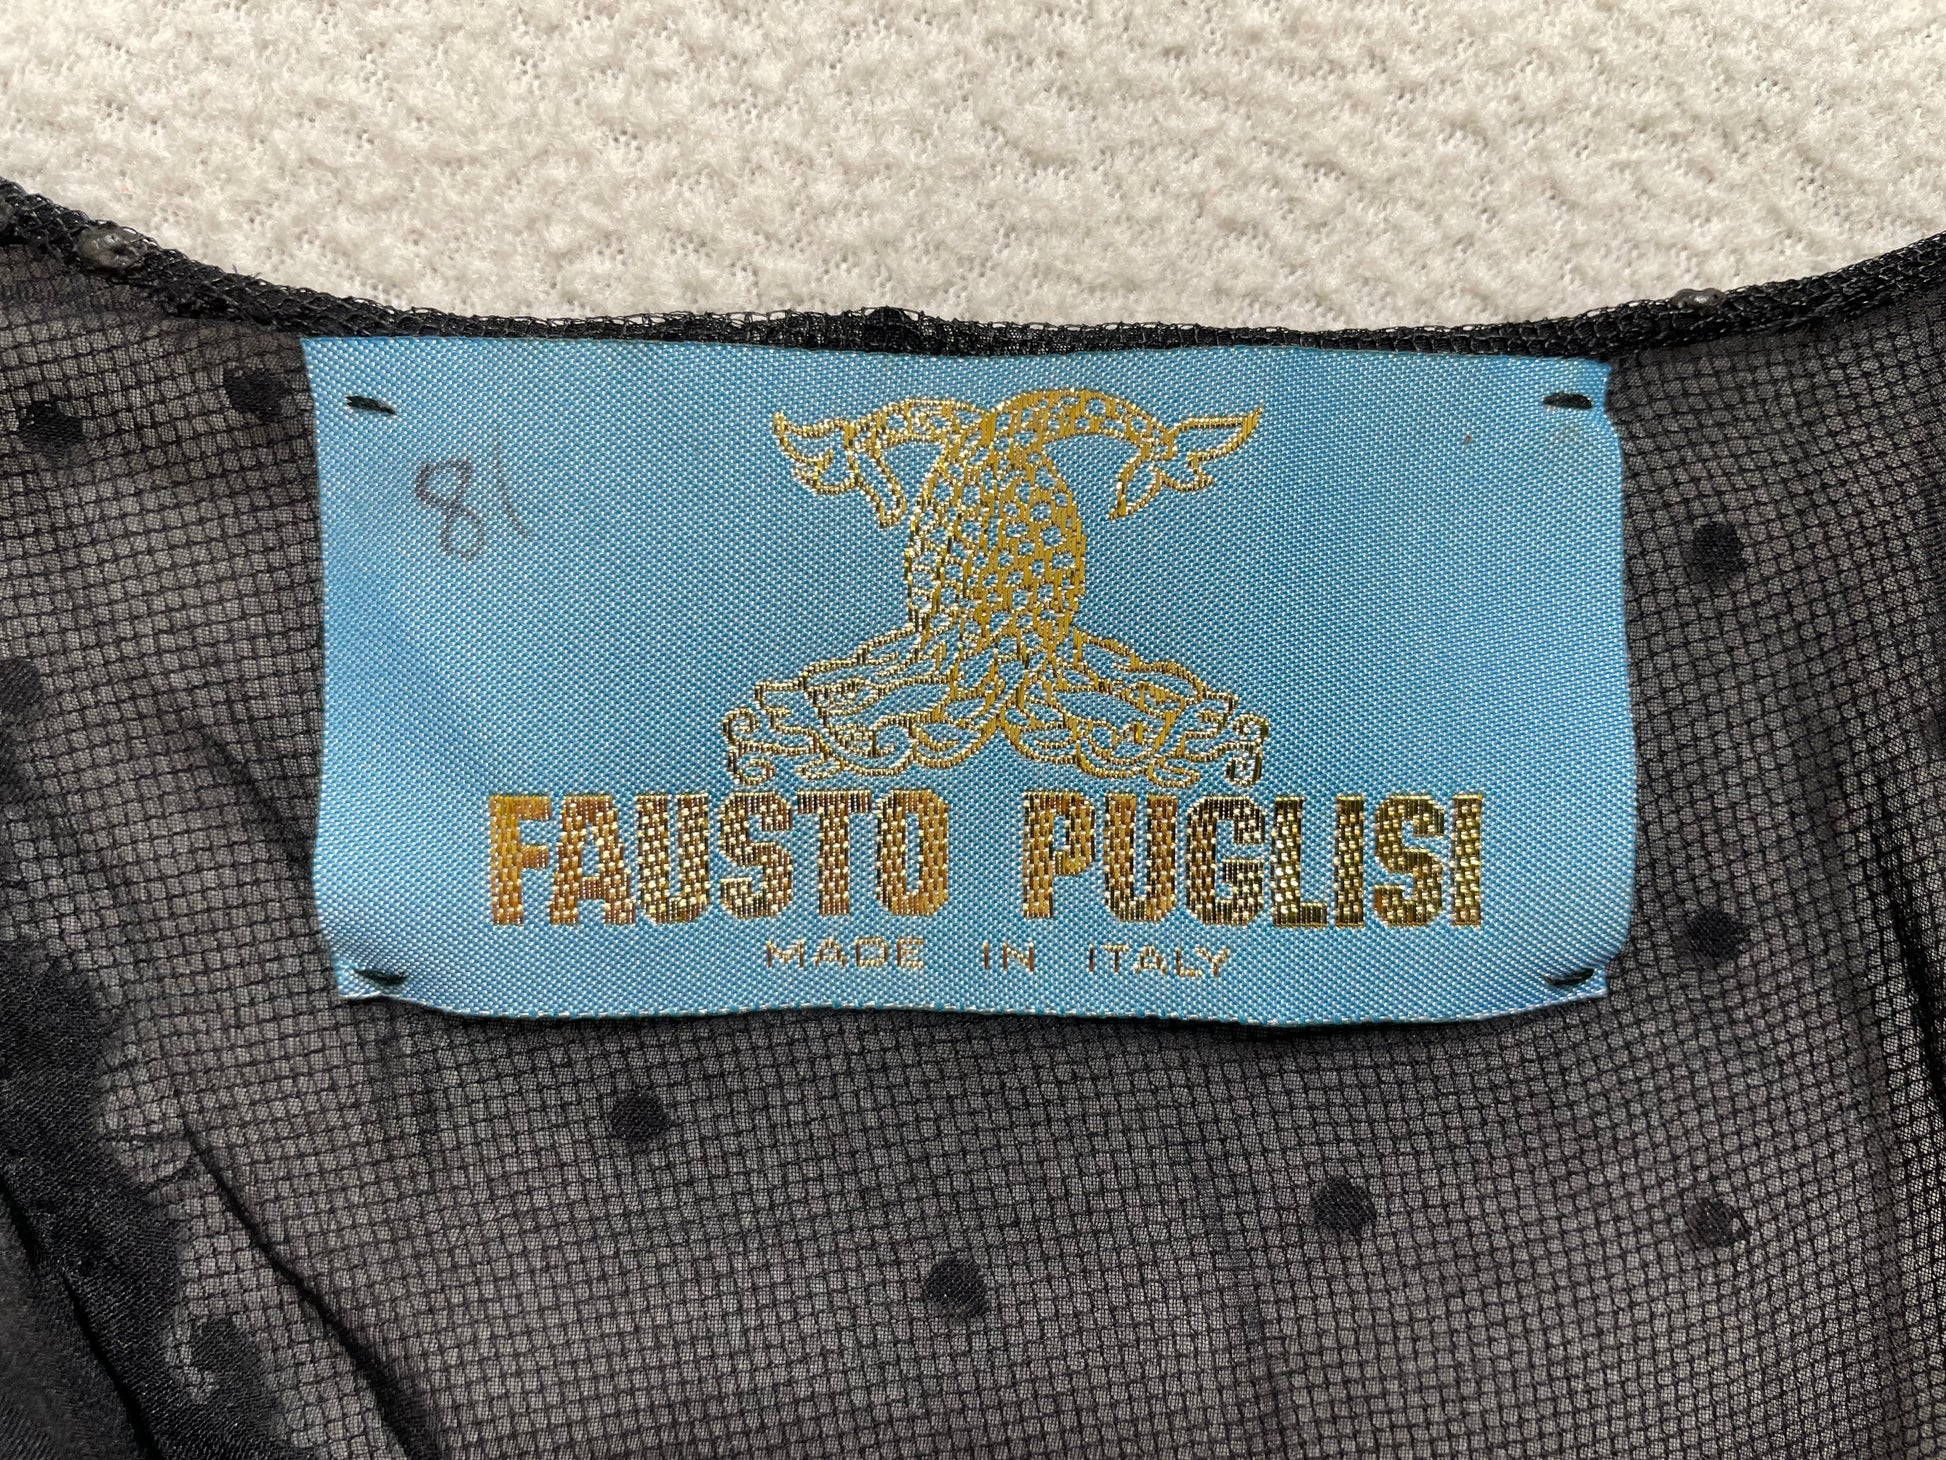 81
FAUSTO PUGLISI
MADE IN ITALY